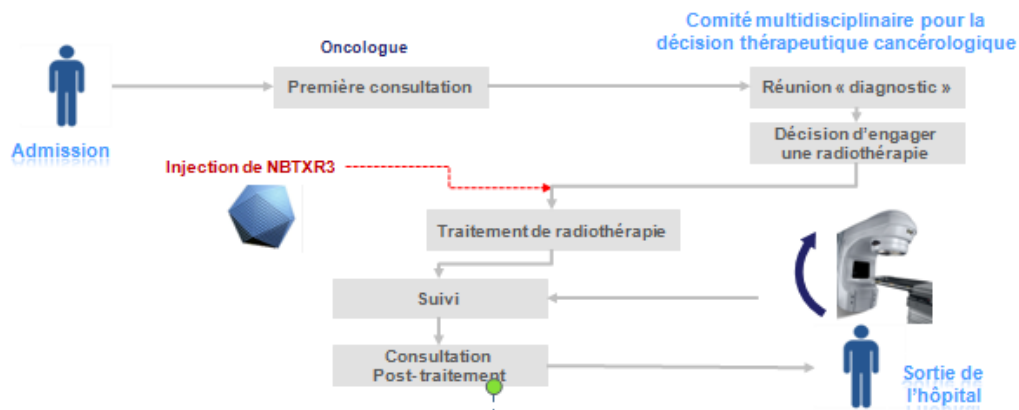 Comité multidisciplinaire pour la
décision thérapeutique cancérologique
Oncologue
Première consultation
Réunion « diagnostic »
Admission
Décision d'engager
une radiothérapie
Injection de NBTXR3
Traitement de radiothérapie
Suivi
Consultation
Post-traitement
Sortie de
l'hôpital